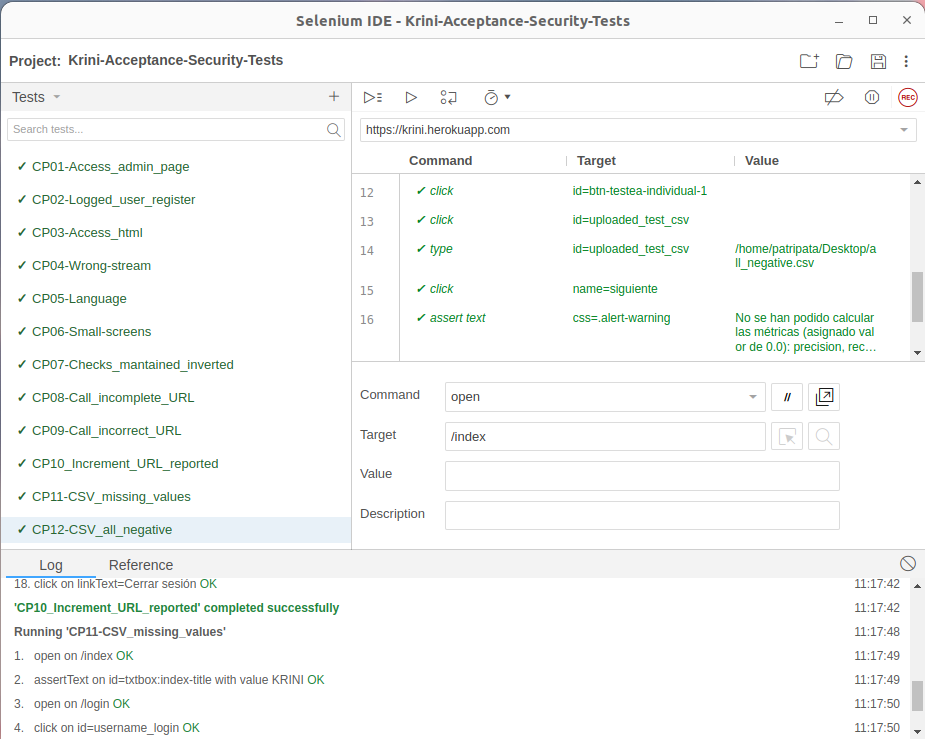 Selenium IDE - Krini-Acceptance-Security-Tests
Project: Krini-Acceptance-Security-Tests
Tests
Search tests...
✓ CP01-Access_admin_page
✓ CP02-Logged_user_register
✓ CP03-Access_html
✓ CP04-Wrong-stream
✓ CP05-Language
✓ CP06-Small-screens
✓ CP07-Checks_mantained_inverted
✓ CP08-Call_incomplete_URL
✓ CP09-Call_incorrect_URL
✓ CP10_Increment_URL_reported
✓ CP11-CSV_missing_values
✓ CP12-CSV_all_negative
REC
https://krini.herokuapp.com
Command Target Value
12 ✓ click id=btn-testea-individual-1
13 ✓ click id=uploaded_test_csv
14 ✓ type id=uploaded_test_csv /home/patripata/Desktop/a
ll_negative.csv
15 ✓ click name=siguiente
16 ✓ assert text css=.alert-warning No se han podido calcular
las métricas (asignado val
or de 0.0): precision, rec…
Command open //
Target /index
Value
Description
Log Reference
18. click on linkText=Cerrar sesión OK 11:17:42
'CP10_Increment_URL_reported' completed successfully 11:17:42
Running 'CP11-CSV_missing_values' 11:17:48
1. open on /index OK 11:17:49
2. assertText on id=txtbox:index-title with value KRINI OK 11:17:49
3. open on /login OK 11:17:50
4. click on id=username_login OK 11:17:50